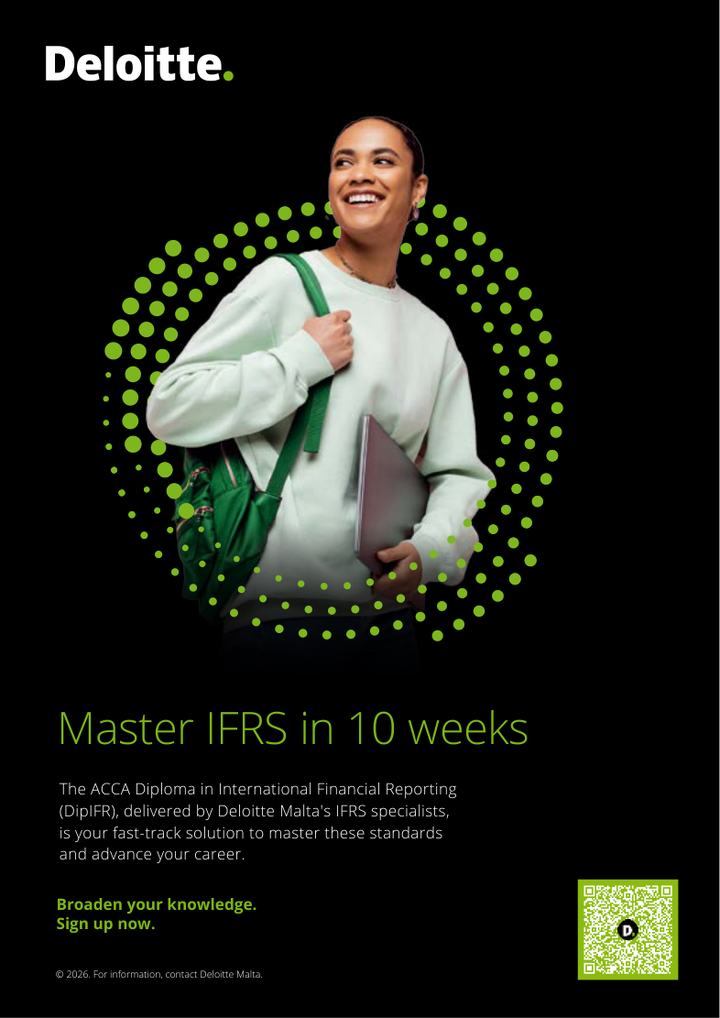 Deloitte.
Master IFRS in 10 weeks
The ACCA Diploma in International Financial Reporting
(DipIFR), delivered by Deloitte Malta's IFRS specialists,
is your fast-track solution to master these standards
and advance your career.
Broaden your knowledge.
Sign up now.
D.
© 2026. For information, contact Deloitte Malta.